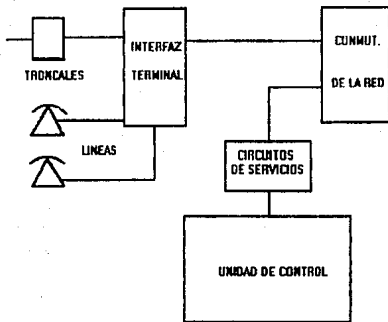 INTERFAZ
TERMINAL
CONMUT.
DE LA RED
TRONCALES
LINEAS
CIRCUITOS
DE SERVICIOS
UNIDAD DE CONTROL